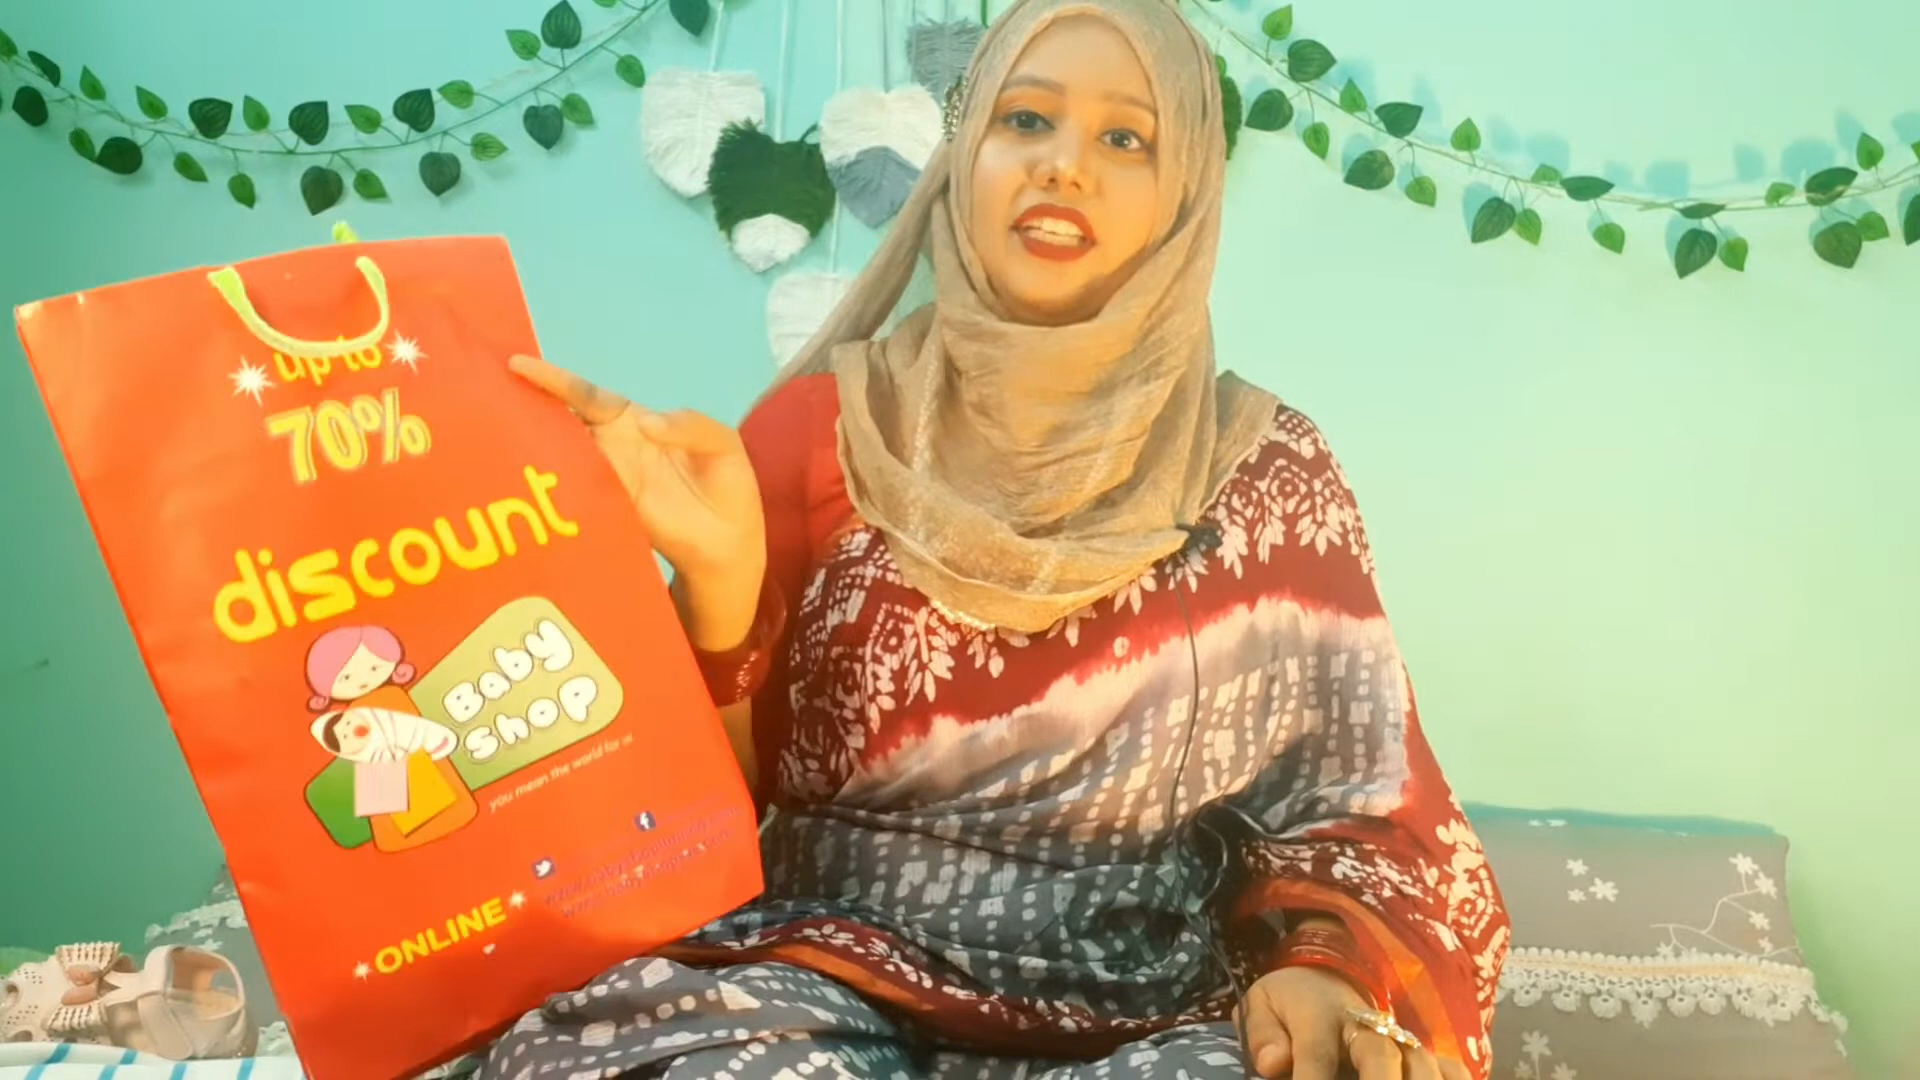 up to
70%
discount
Baby
shop
you mean the world for us
ONLINE